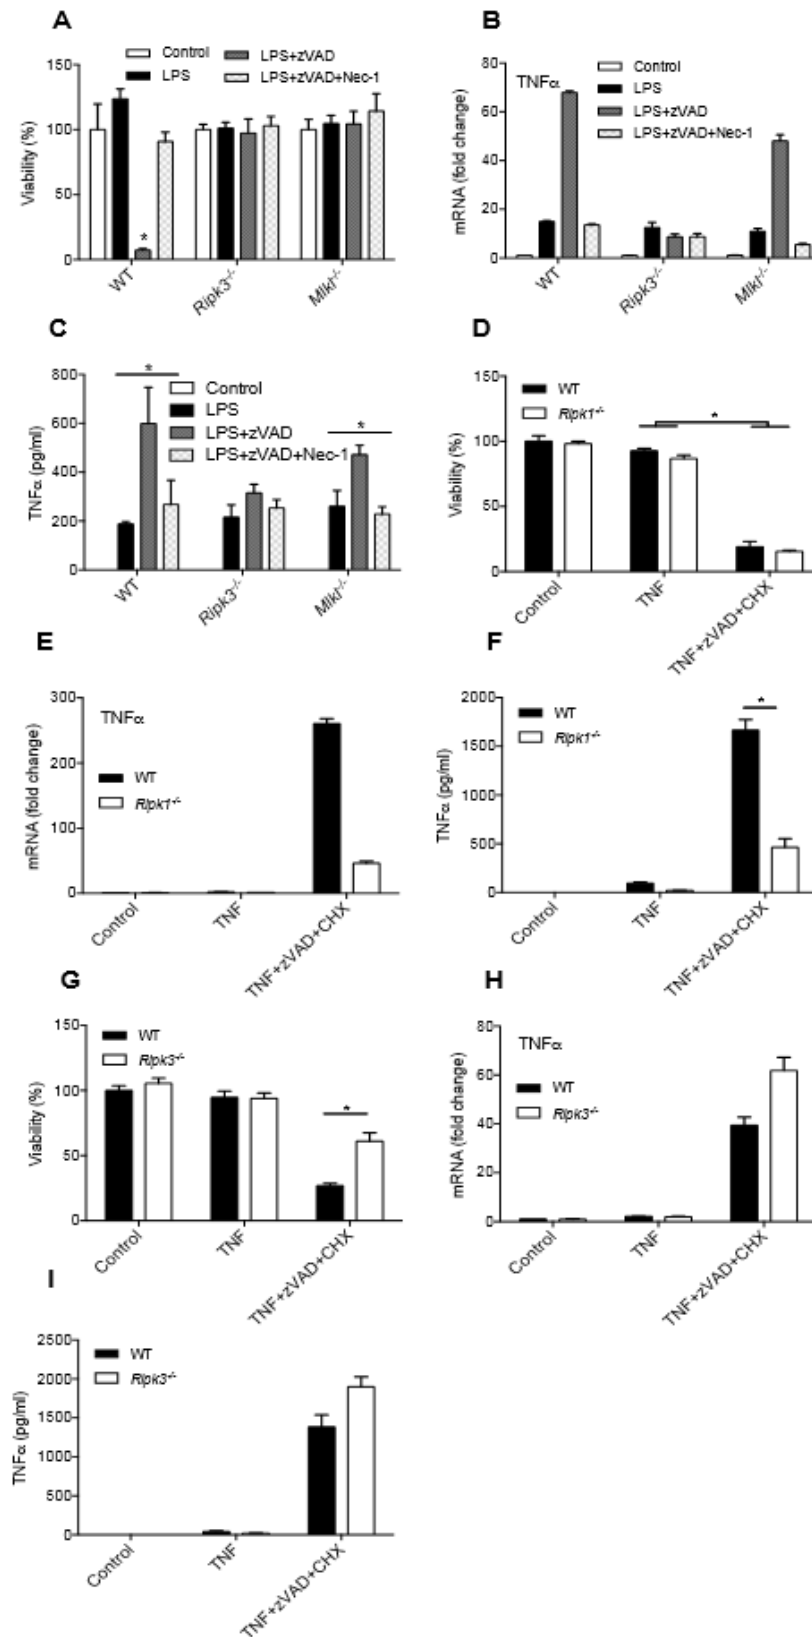 A
Control
LPS+zVAD
LPS
LPS+zVAD+Nec-1
150
100
50
0
Viability (%)
*
WT
Ripk3-/-
Mlkl-/-
B
TNFα
Control
LPS
LPS+zVAD
LPS+zVAD+Nec-1
80
60
40
20
0
mRNA (fold change)
WT
Ripk3-/-
Mlkl-/-
C
*
Control
LPS
LPS+zVAD
LPS+zVAD+Nec-1
*
800
600
400
200
0
TNFα (pg/ml)
WT
Ripk3-/-
Mlkl-/-
D
WT
Ripk1-/-
*
150
100
50
0
Viability (%)
Control
TNF
TNF+zVAD+CHX
E
TNFα
WT
Ripk1-/-
300
200
100
0
mRNA (fold change)
Control
TNF
TNF+zVAD+CHX
F
WT
Ripk1-/-
*
2000
1500
1000
500
0
TNFα (pg/ml)
Control
TNF
TNF+zVAD+CHX
G
WT
Ripk3-/-
*
150
100
50
0
Viability (%)
Control
TNF
TNF+zVAD+CHX
H
TNFα
WT
Ripk3-/-
80
60
40
20
0
mRNA (fold change)
Control
TNF
TNF+zVAD+CHX
I
WT
Ripk3-/-
2500
2000
1500
1000
500
0
TNFα (pg/ml)
Control
TNF
TNF+zVAD+CHX